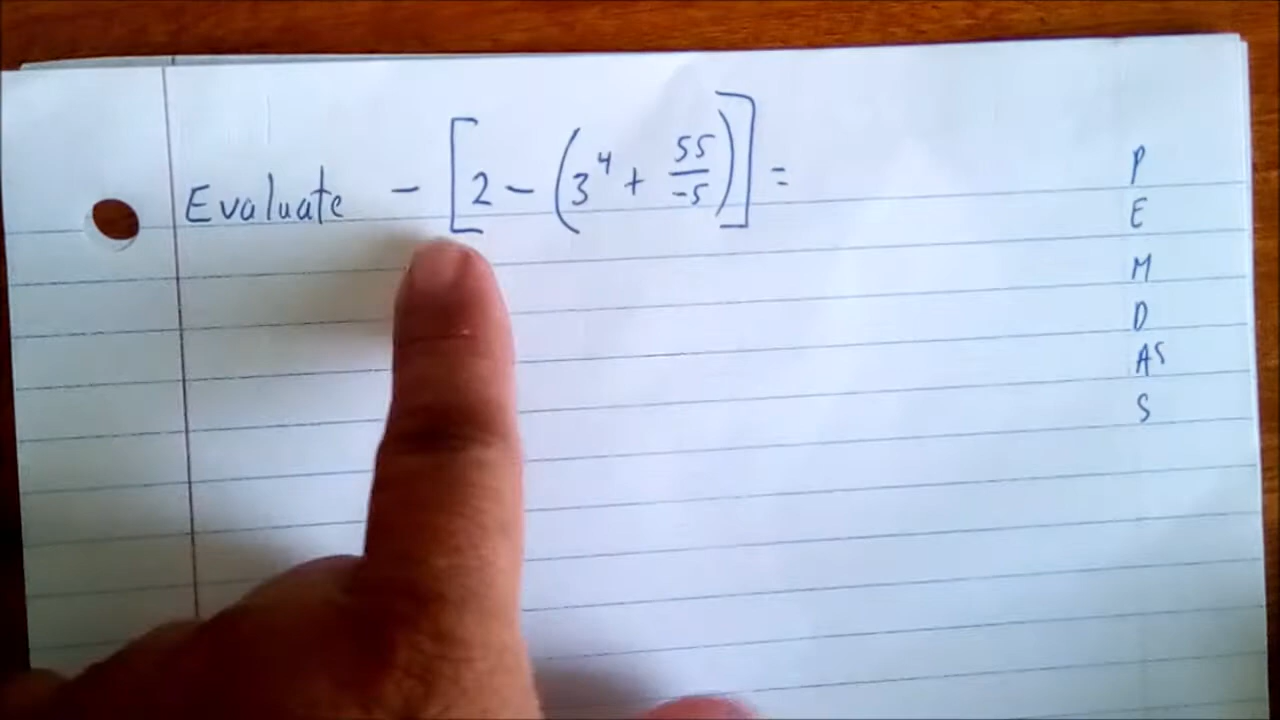 Evaluate - [2 - (3⁴ + 55/-5)] =
P
E
M
D
AS
S